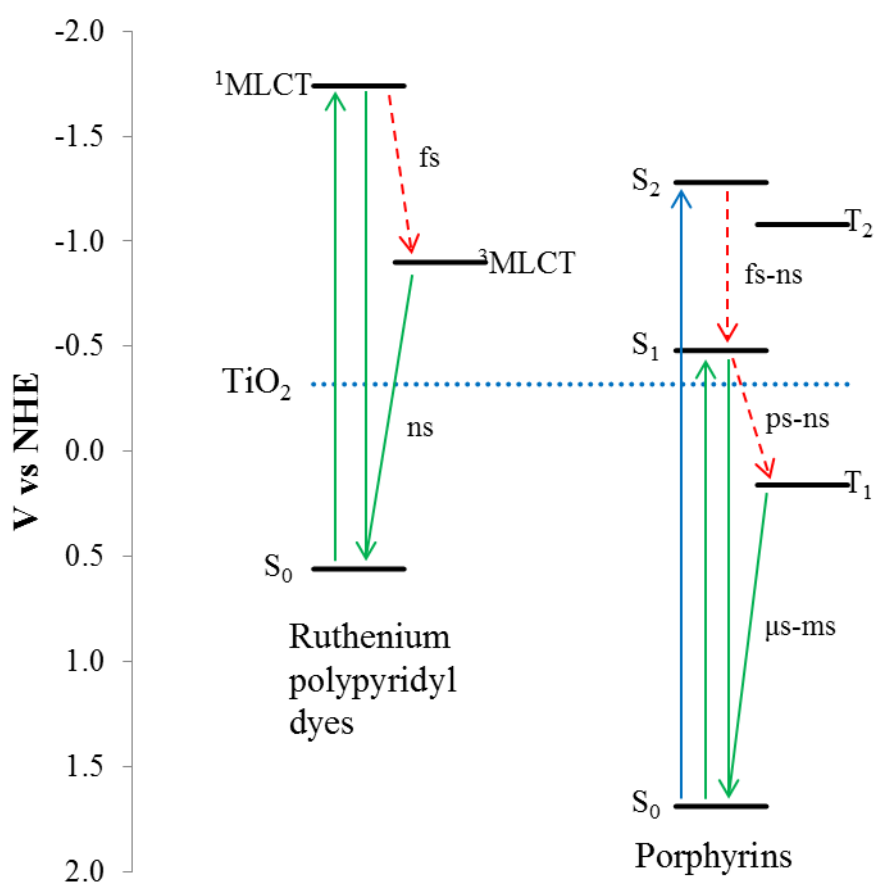 -2.0
-1.5
-1.0
-0.5
0.0
0.5
1.0
1.5
2.0
V vs NHE
¹MLCT
fs
³MLCT
TiO₂
ns
S₀
Ruthenium
polypyridyl
dyes
S₂
T₂
fs-ns
S₁
ps-ns
T₁
μs-ms
S₀
Porphyrins